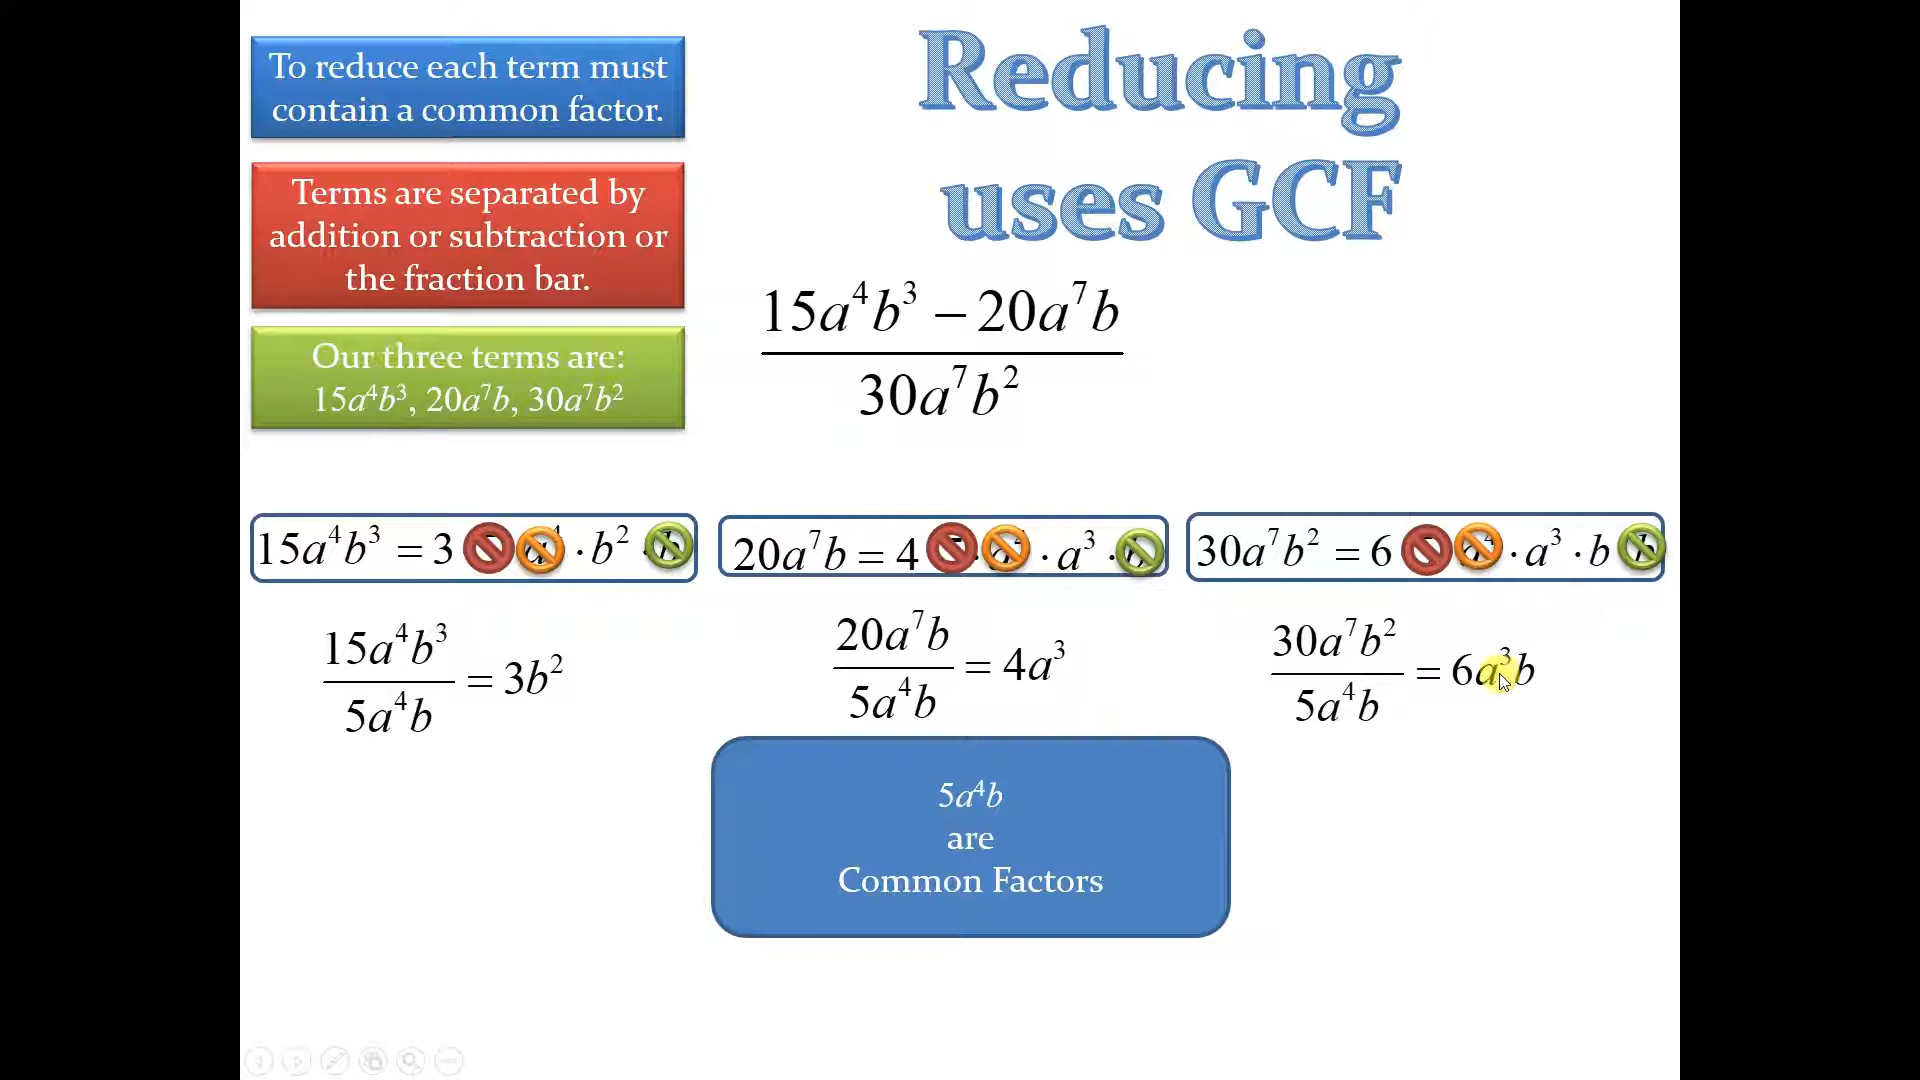 To reduce each term must
contain a common factor.
Terms are separated by
addition or subtraction or
the fraction bar.
Our three terms are:
15a⁴b³, 20a⁷b, 30a⁷b²
Reducing
uses GCF
15a⁴b³ – 20a⁷b
30a⁷b²
15a⁴b³ = 3 · b²
20a⁷b = 4 · a³ ·
30a⁷b² = 6 · a³ · b
15a⁴b³
5a⁴b
= 3b²
20a⁷b
5a⁴b
= 4a³
30a⁷b²
5a⁴b
= 6a³b
5a⁴b
are
Common Factors